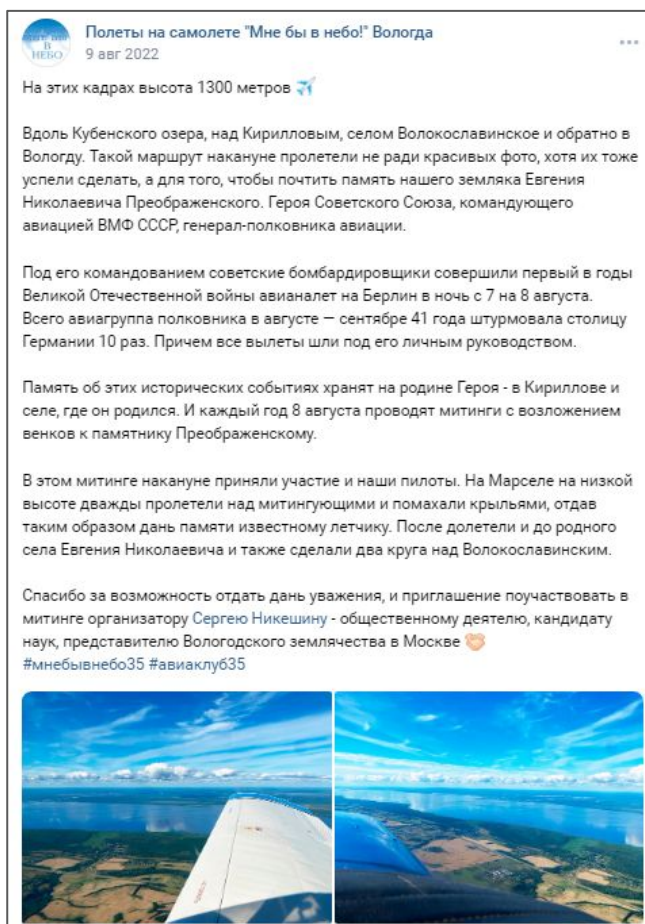 В
НЕБО
Полеты на самолете "Мне бы в небо!" Вологда
9 авг 2022
На этих кадрах высота 1300 метров ✈️
Вдоль Кубенского озера, над Кирилловым, селом Волокославинское и обратно в
Вологду. Такой маршрут накануне пролетели не ради красивых фото, хотя их тоже
успели сделать, а для того, чтобы почтить память нашего земляка Евгения
Николаевича Преображенского. Героя Советского Союза, командующего
авиацией ВМФ СССР, генерал-полковника авиации.
Под его командованием советские бомбардировщики совершили первый в годы
Великой Отечественной войны авианалет на Берлин в ночь с 7 на 8 августа.
Всего авиагруппа полковника в августе — сентябре 41 года штурмовала столицу
Германии 10 раз. Причем все вылеты шли под его личным руководством.
Память об этих исторических событиях хранят на родине Героя - в Кириллове и
селе, где он родился. И каждый год 8 августа проводят митинги с возложением
венков к памятнику Преображенскому.
В этом митинге накануне приняли участие и наши пилоты. На Марселе на низкой
высоте дважды пролетели над митингующими и помахали крыльями, отдав
таким образом дань памяти известному летчику. После долетели и до родного
села Евгения Николаевича и также сделали два круга над Волокославинским.
Спасибо за возможность отдать дань уважения, и приглашение поучаствовать в
митинге организатору Сергею Никешину - общественному деятелю, кандидату
наук, представителю Вологодского землячества в Москве 🤝
#мнебывнебо35 #авиаклуб35